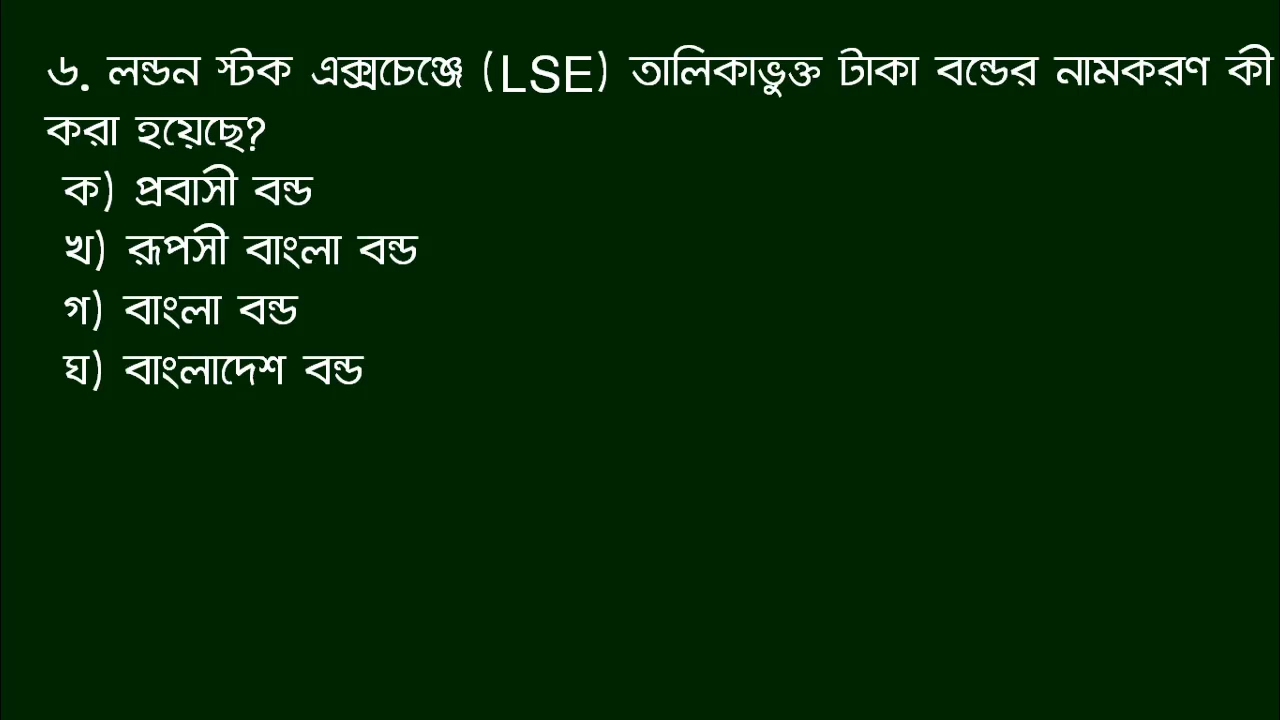 ৬. লন্ডন স্টক এক্সচেঞ্জে (LSE) তালিকাভুক্ত টাকা বন্ডের নামকরণ কী
করা হয়েছে?
ক) প্রবাসী বন্ড
খ) রূপসী বাংলা বন্ড
গ) বাংলা বন্ড
ঘ) বাংলাদেশ বন্ড